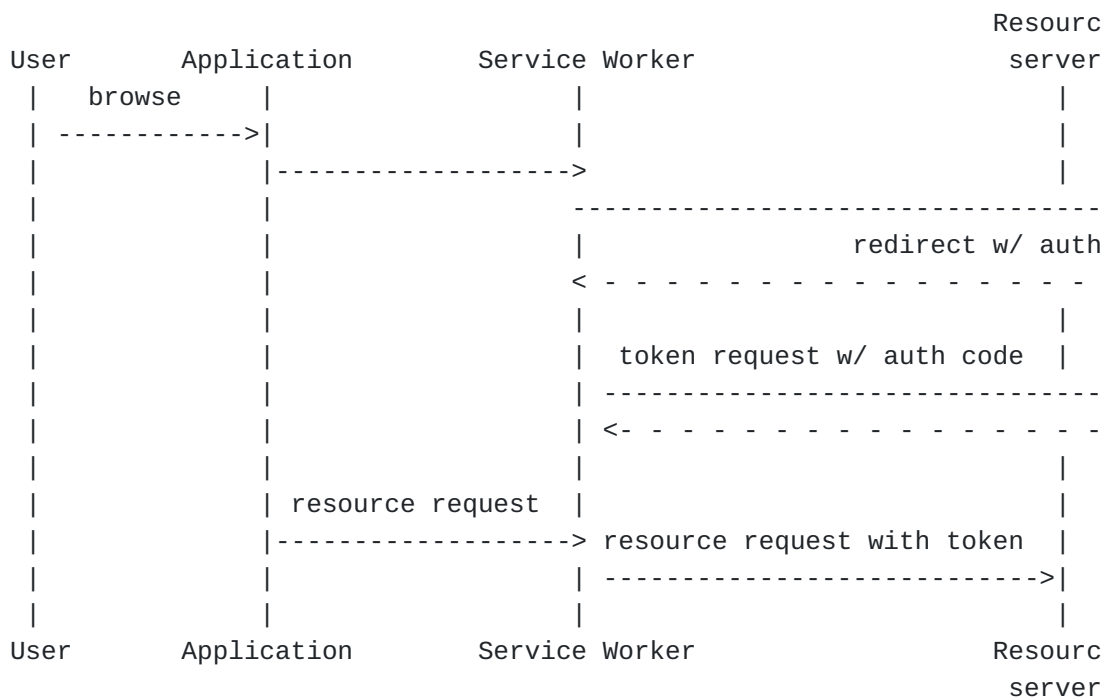 Resourc
User Application Service Worker server
browse
redirect w/ auth
token request w/ auth code
resource request
resource request with token
User Application Service Worker Resourc
server